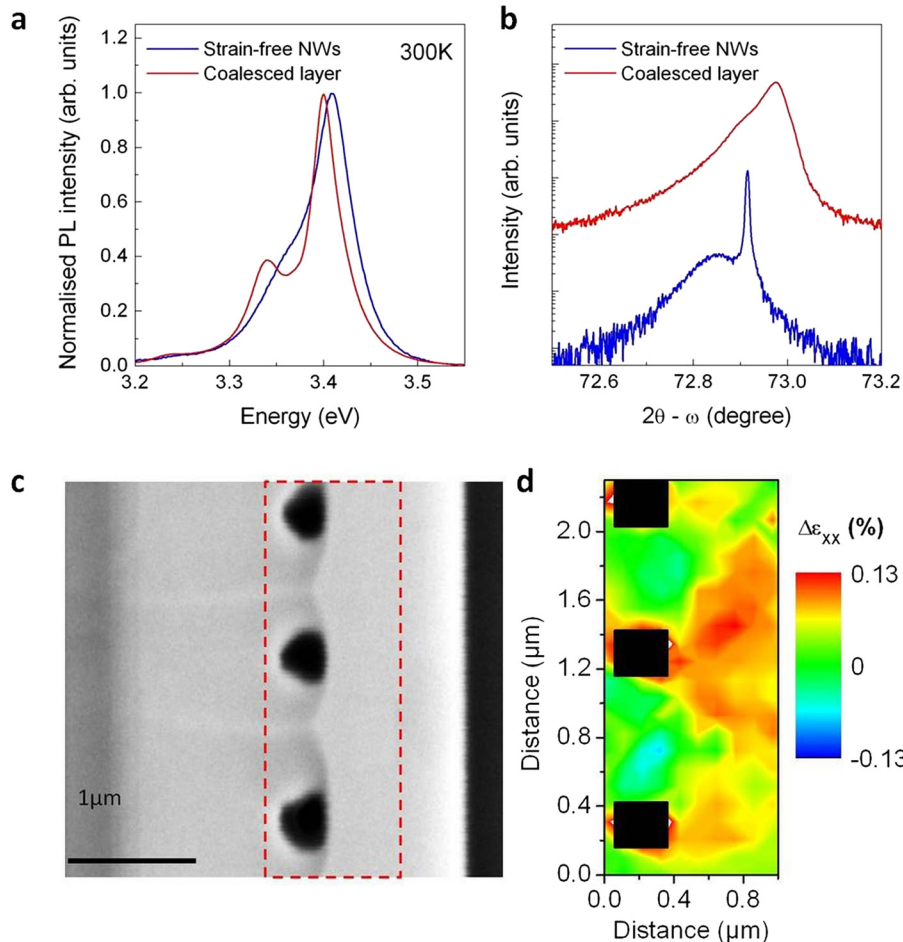 a
Normalised PL intensity (arb. units)
1.2
1.0
0.8
0.6
0.4
0.2
0.0
Strain-free NWs
Coalesced layer
300K
3.2
3.3
3.4
3.5
Energy (eV)
b
Intensity (arb. units)
Strain-free NWs
Coalesced layer
72.6
72.8
73.0
73.2
2θ - ω (degree)
c
1µm
d
Distance (µm)
2.0
1.6
1.2
0.8
0.4
0.0
0.0
0.4
0.8
Distance (µm)
Δεxx (%)
0.13
0
-0.13